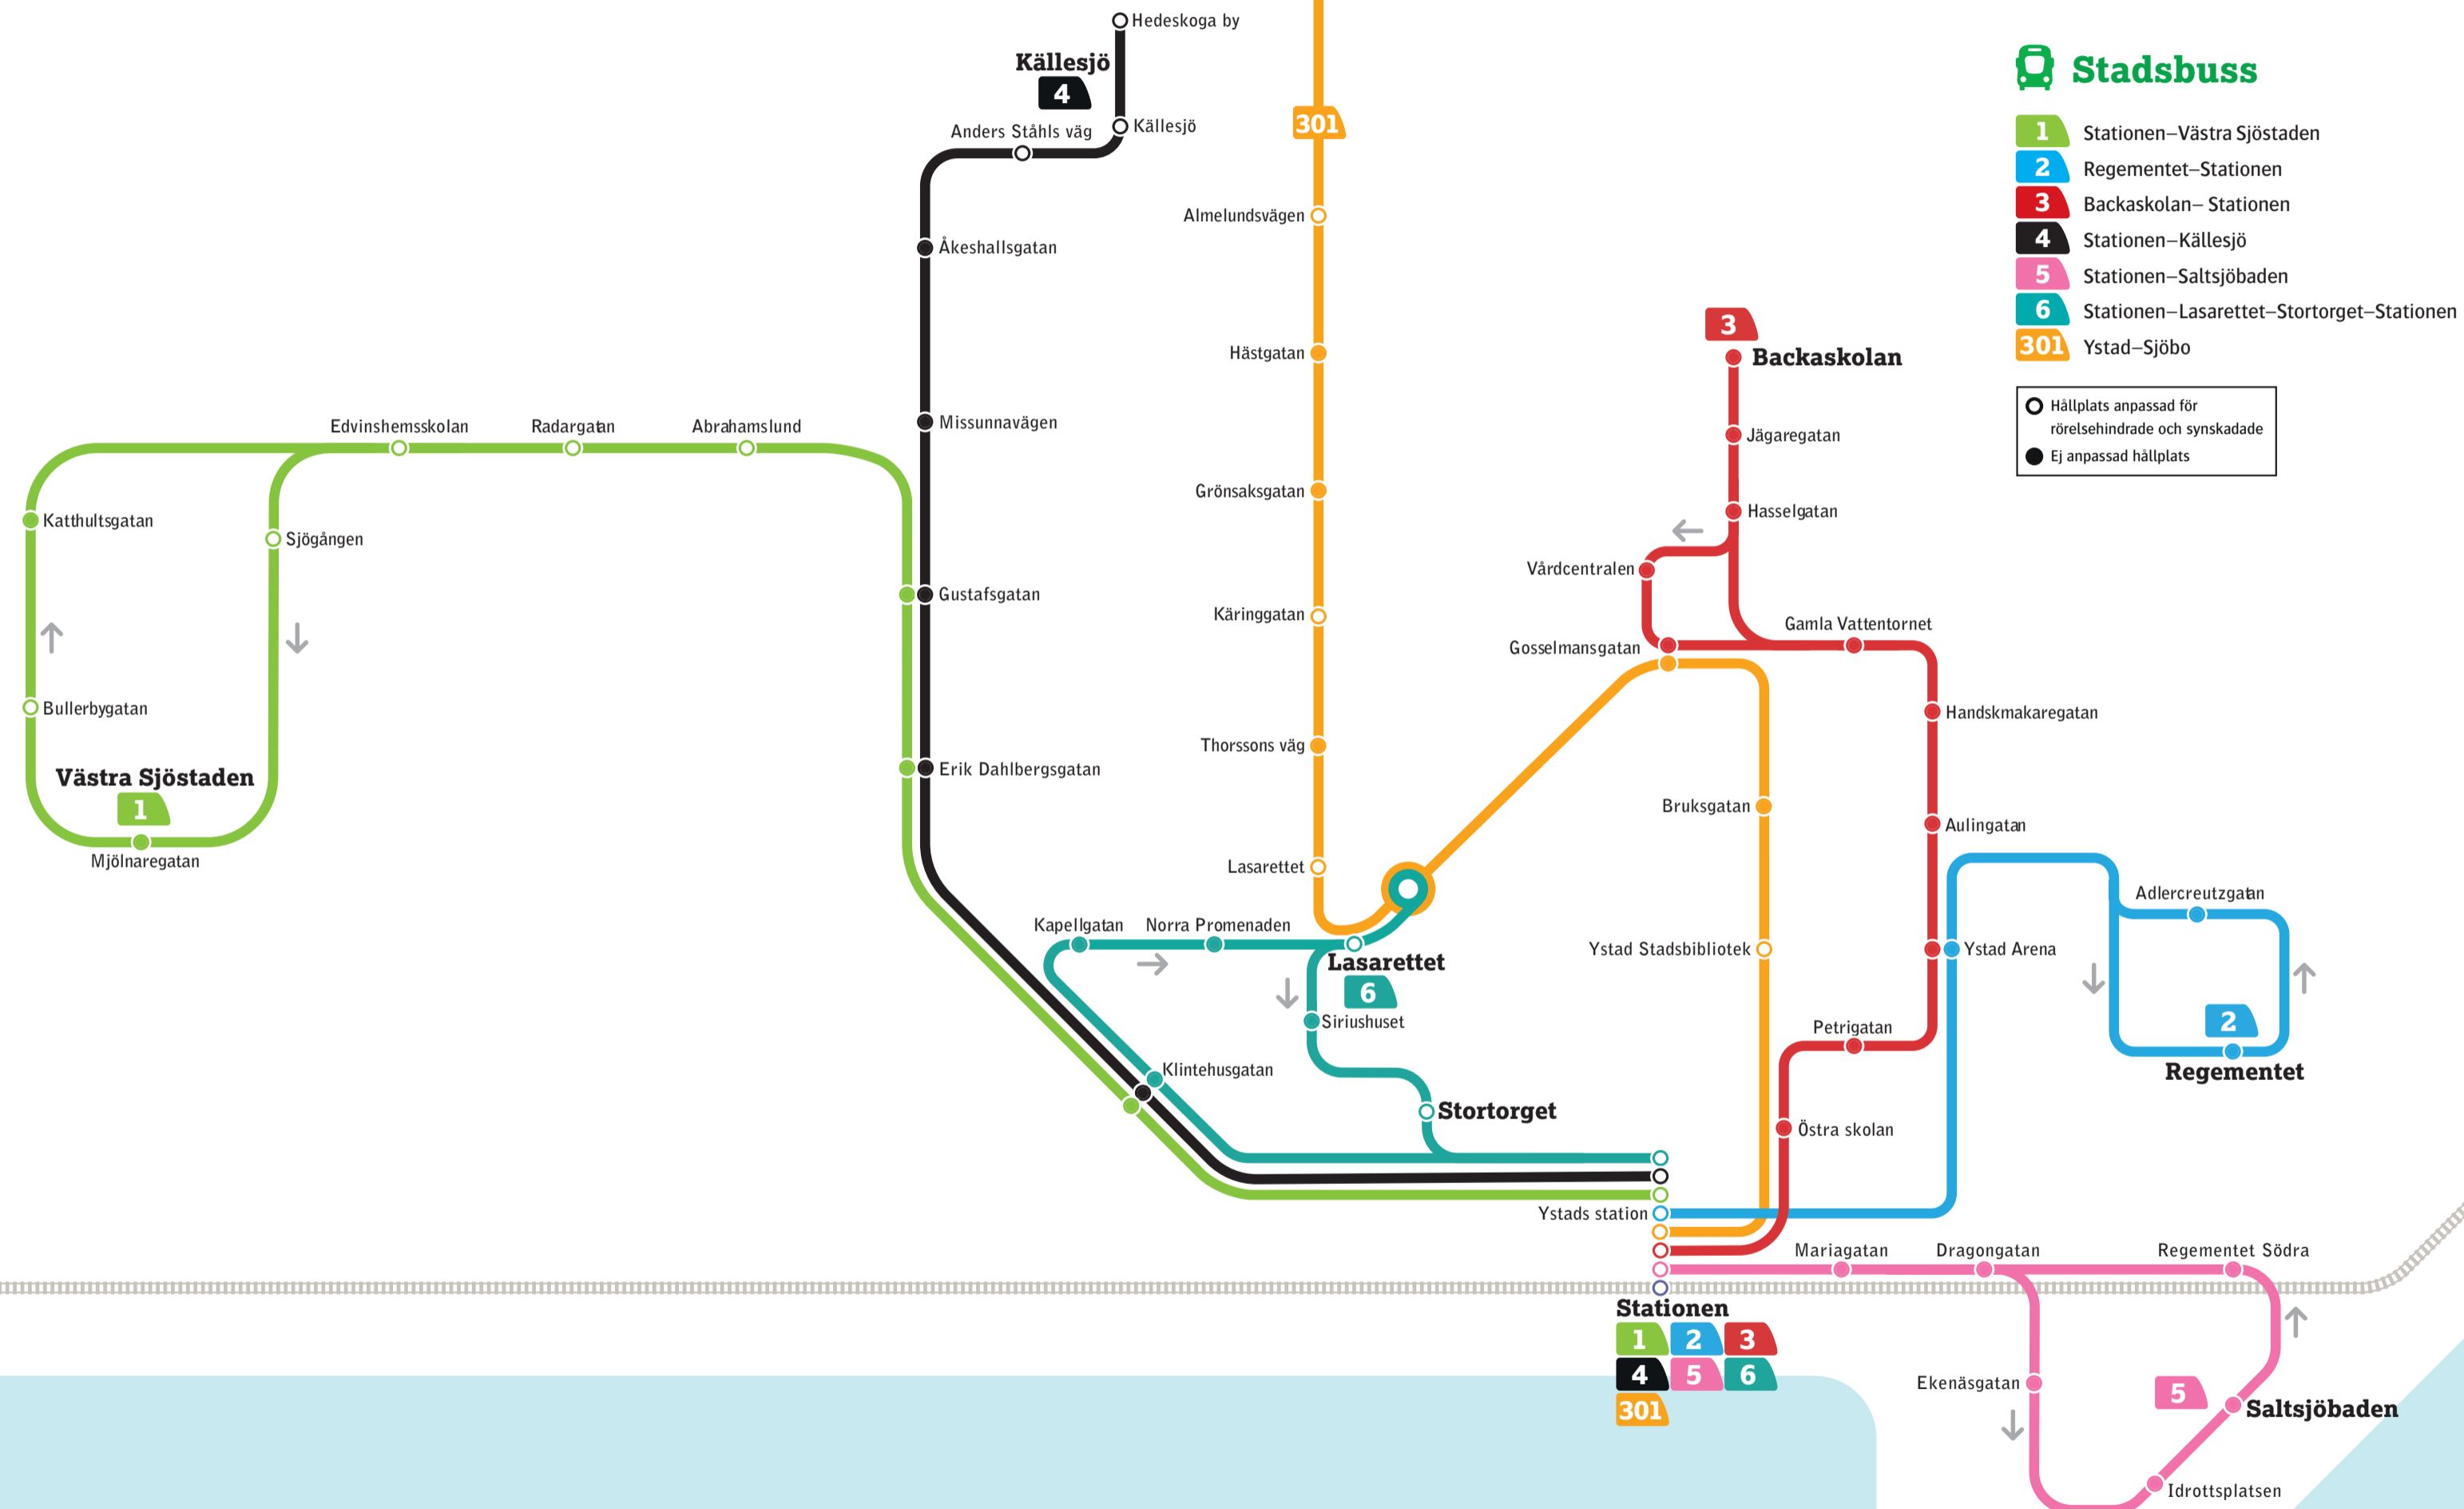 Hedeskoga by
Källesjö
4
Anders Ståhls väg
Källesjö
301
Almelundsvägen
Åkeshallsgatan
Hästgatan
Missunnavägen
Grönsaksgatan
Edvinshemsskolan
Radargatan
Abrahamslund
Katthultsgatan
Sjögången
Gustafsgatan
Käringgatan
Bullerbygatan
Thorssons väg
Västra Sjöstaden
1
Mjölnaregatan
Erik Dahlbergsgatan
Lasarettet
Kapellgatan
Norra Promenaden
Lasarettet
6
Siriushuset
Klintehusgatan
Stortorget
3
Backaskolan
Jägaregatan
Hasselgatan
Vårdcentralen
Gosselmansgatan
Gamla Vattentornet
Handskmakaregatan
Bruksgatan
Aulingatan
Ystad Stadsbibliotek
Ystad Arena
Adlercreutzgatan
2
Regementet
Petrigatan
Östra skolan
Ystads station
Mariagatan
Dragongatan
Regementet Södra
Stationen
1 2 3
4 5 6
301
Ekenäsgatan
5
Saltsjöbaden
Idrottsplatsen
Stadsbuss
1 Stationen–Västra Sjöstaden
2 Regementet–Stationen
3 Backaskolan– Stationen
4 Stationen–Källesjö
5 Stationen–Saltsjöbaden
6 Stationen–Lasarettet–Stortorget–Stationen
301 Ystad–Sjöbo
Hållplats anpassad för
rörelsehindrade och synskadade
Ej anpassad hållplats